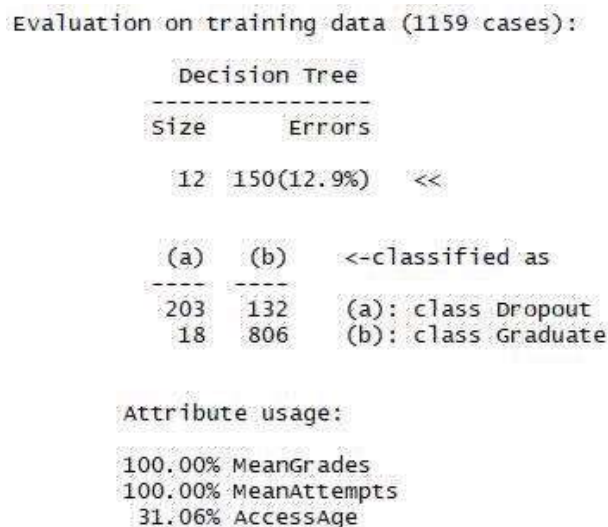 Evaluation on training data (1159 cases):
Decision Tree
----------------
Size Errors
12 150(12.9%) <<
(a) (b) <-classified as
---- ----
203 132 (a): class Dropout
18 806 (b): class Graduate
Attribute usage:
100.00% MeanGrades
100.00% MeanAttempts
31.06% AccessAge